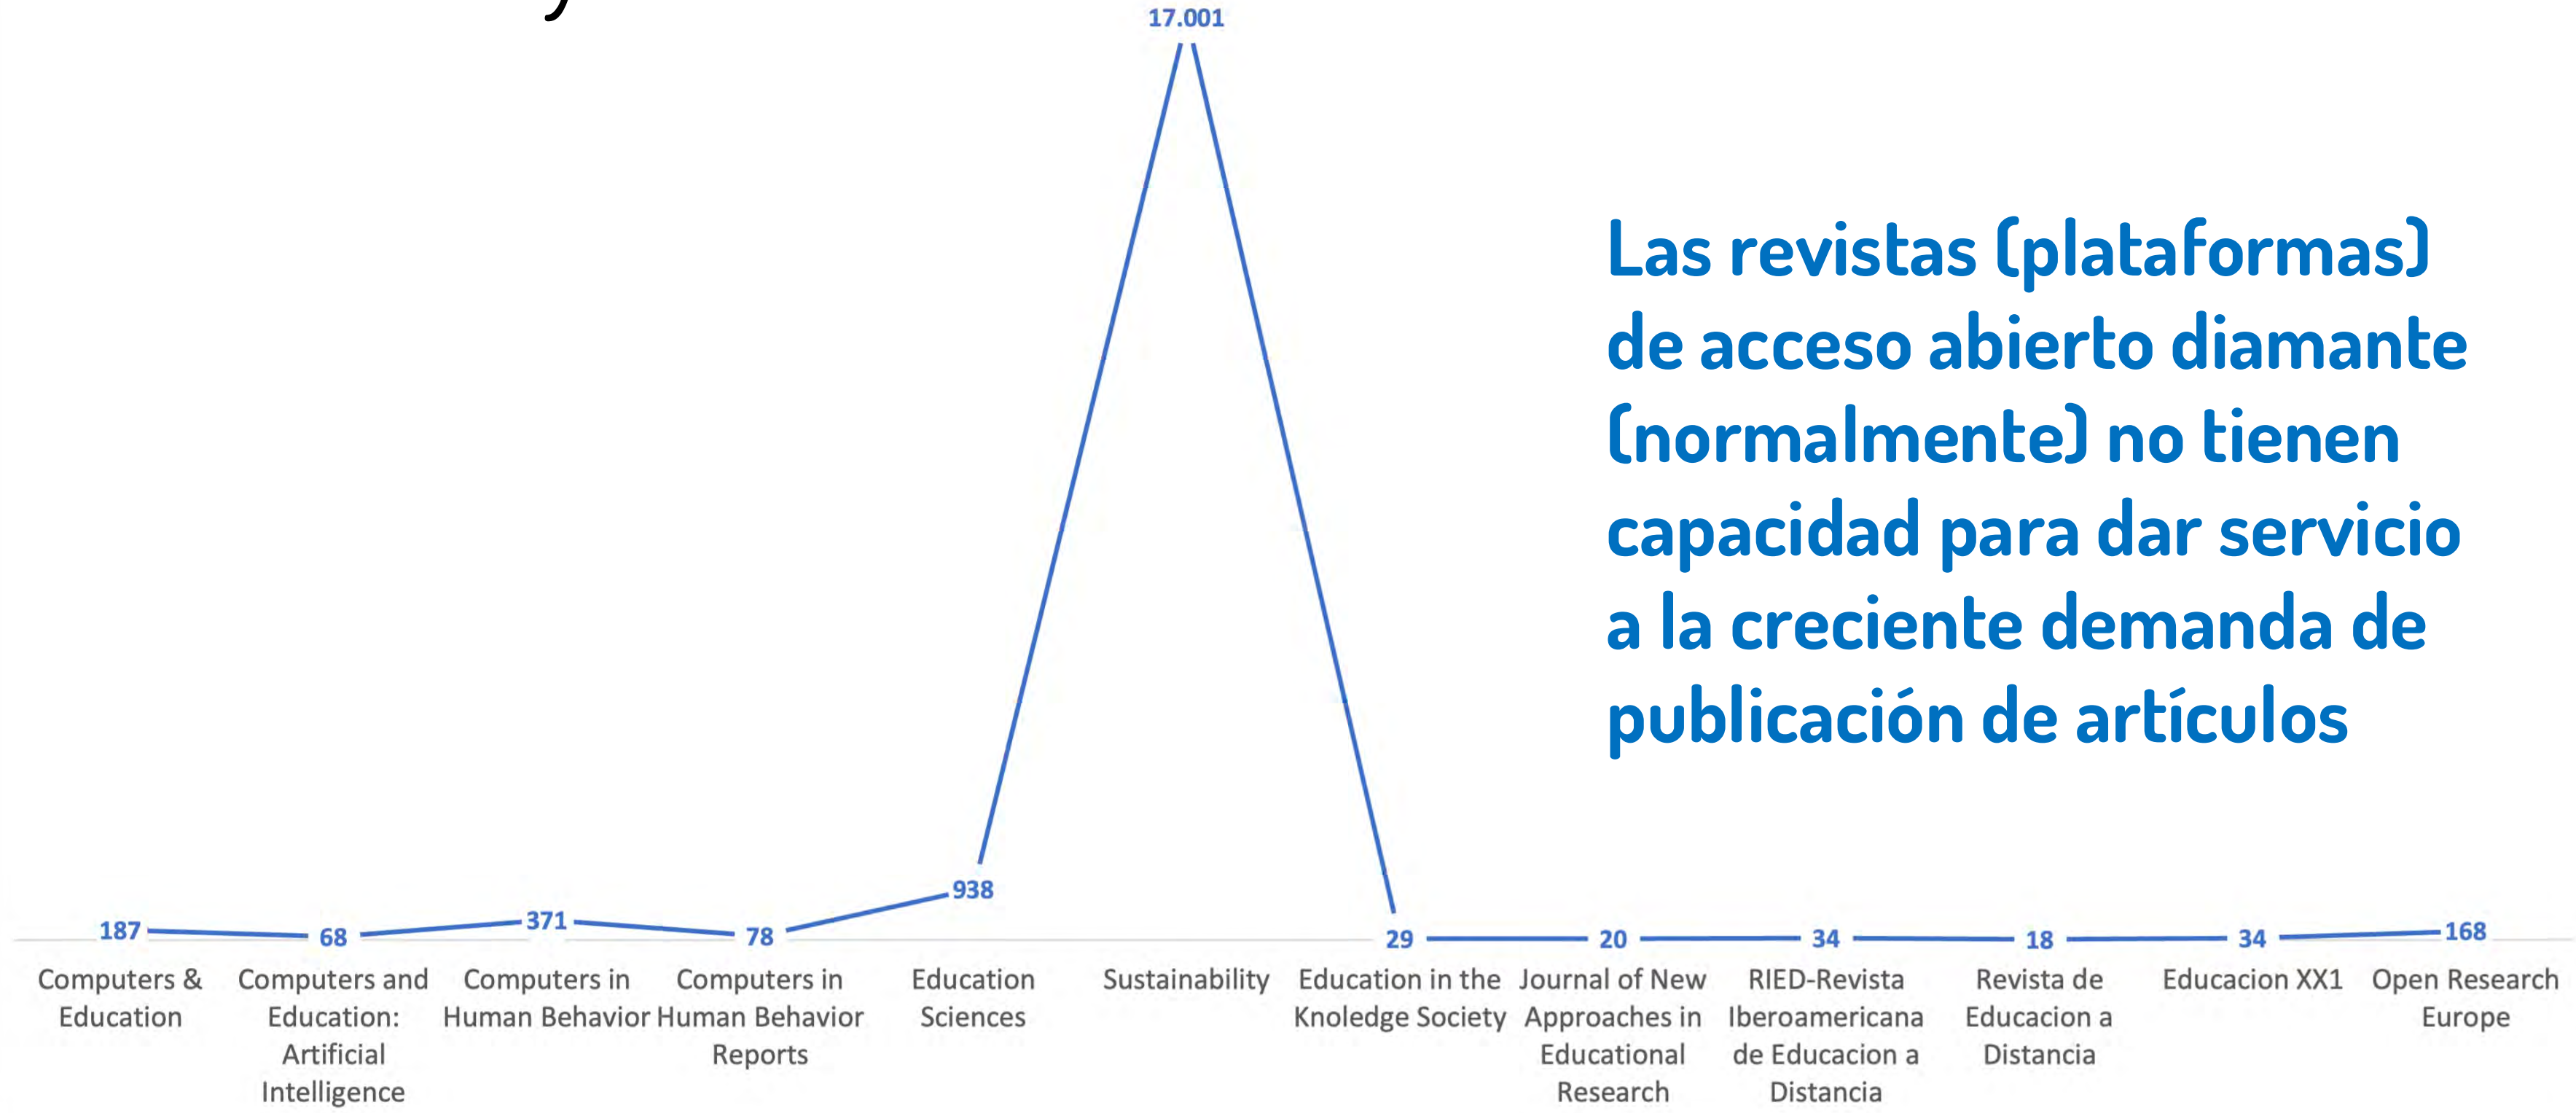 17.001
Las revistas (plataformas)
de acceso abierto diamante
(normalmente) no tienen
capacidad para dar servicio
a la creciente demanda de
publicación de artículos
187
68
371
78
938
29
20
34
18
34
168
Computers &
Education
Computers and
Education:
Artificial
Intelligence
Computers in
Human Behavior
Computers in
Human Behavior
Reports
Education
Sciences
Sustainability
Education in the
Knoledge Society
Journal of New
Approaches in
Educational
Research
RIED-Revista
Iberoamericana
de Educacion a
Distancia
Revista de
Educacion a
Distancia
Educacion XX1
Open Research
Europe